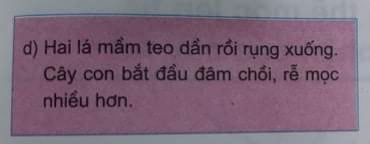 d) Hai lá mầm teo dần rồi rụng xuống.
Cây con bắt đầu đâm chồi, rễ mọc
nhiều hơn.